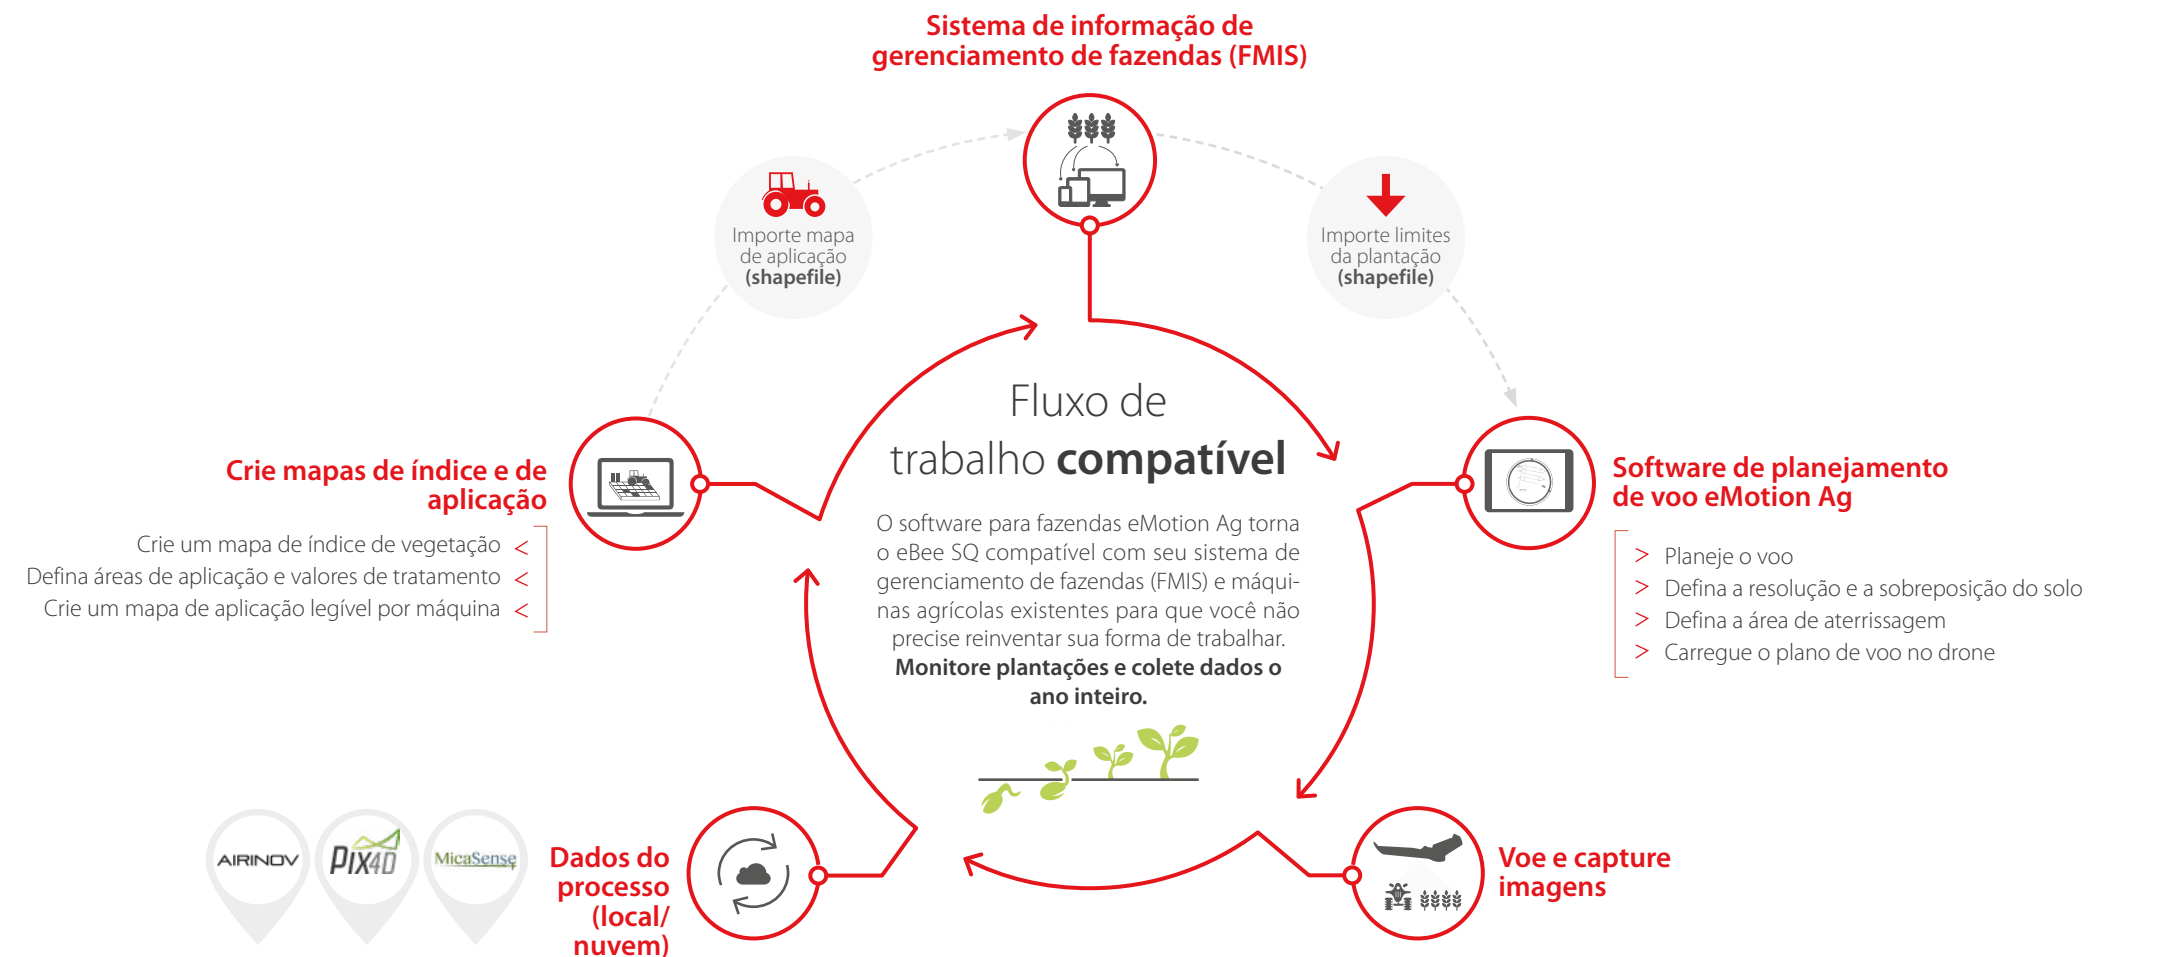 Sistema de informação de
gerenciamento de fazendas (FMIS)
Importe mapa
de aplicação
(shapefile)
Importe limites
da plantação
(shapefile)
Fluxo de
trabalho compatível
O software para fazendas eMotion Ag torna
o eBee SQ compatível com seu sistema de
gerenciamento de fazendas (FMIS) e máqui-
nas agrícolas existentes para que você não
precise reinventar sua forma de trabalhar.
Monitore plantações e colete dados o
ano inteiro.
Crie mapas de índice e de
aplicação
Crie um mapa de índice de vegetação <
Defina áreas de aplicação e valores de tratamento <
Crie um mapa de aplicação legível por máquina <
Software de planejamento
de voo eMotion Ag
> Planeje o voo
> Defina a resolução e a sobreposição do solo
> Defina a área de aterrissagem
> Carregue o plano de voo no drone
AIRINOV
PIX4D
MicaSense
Dados do
processo
(local/
nuvem)
Voe e capture
imagens